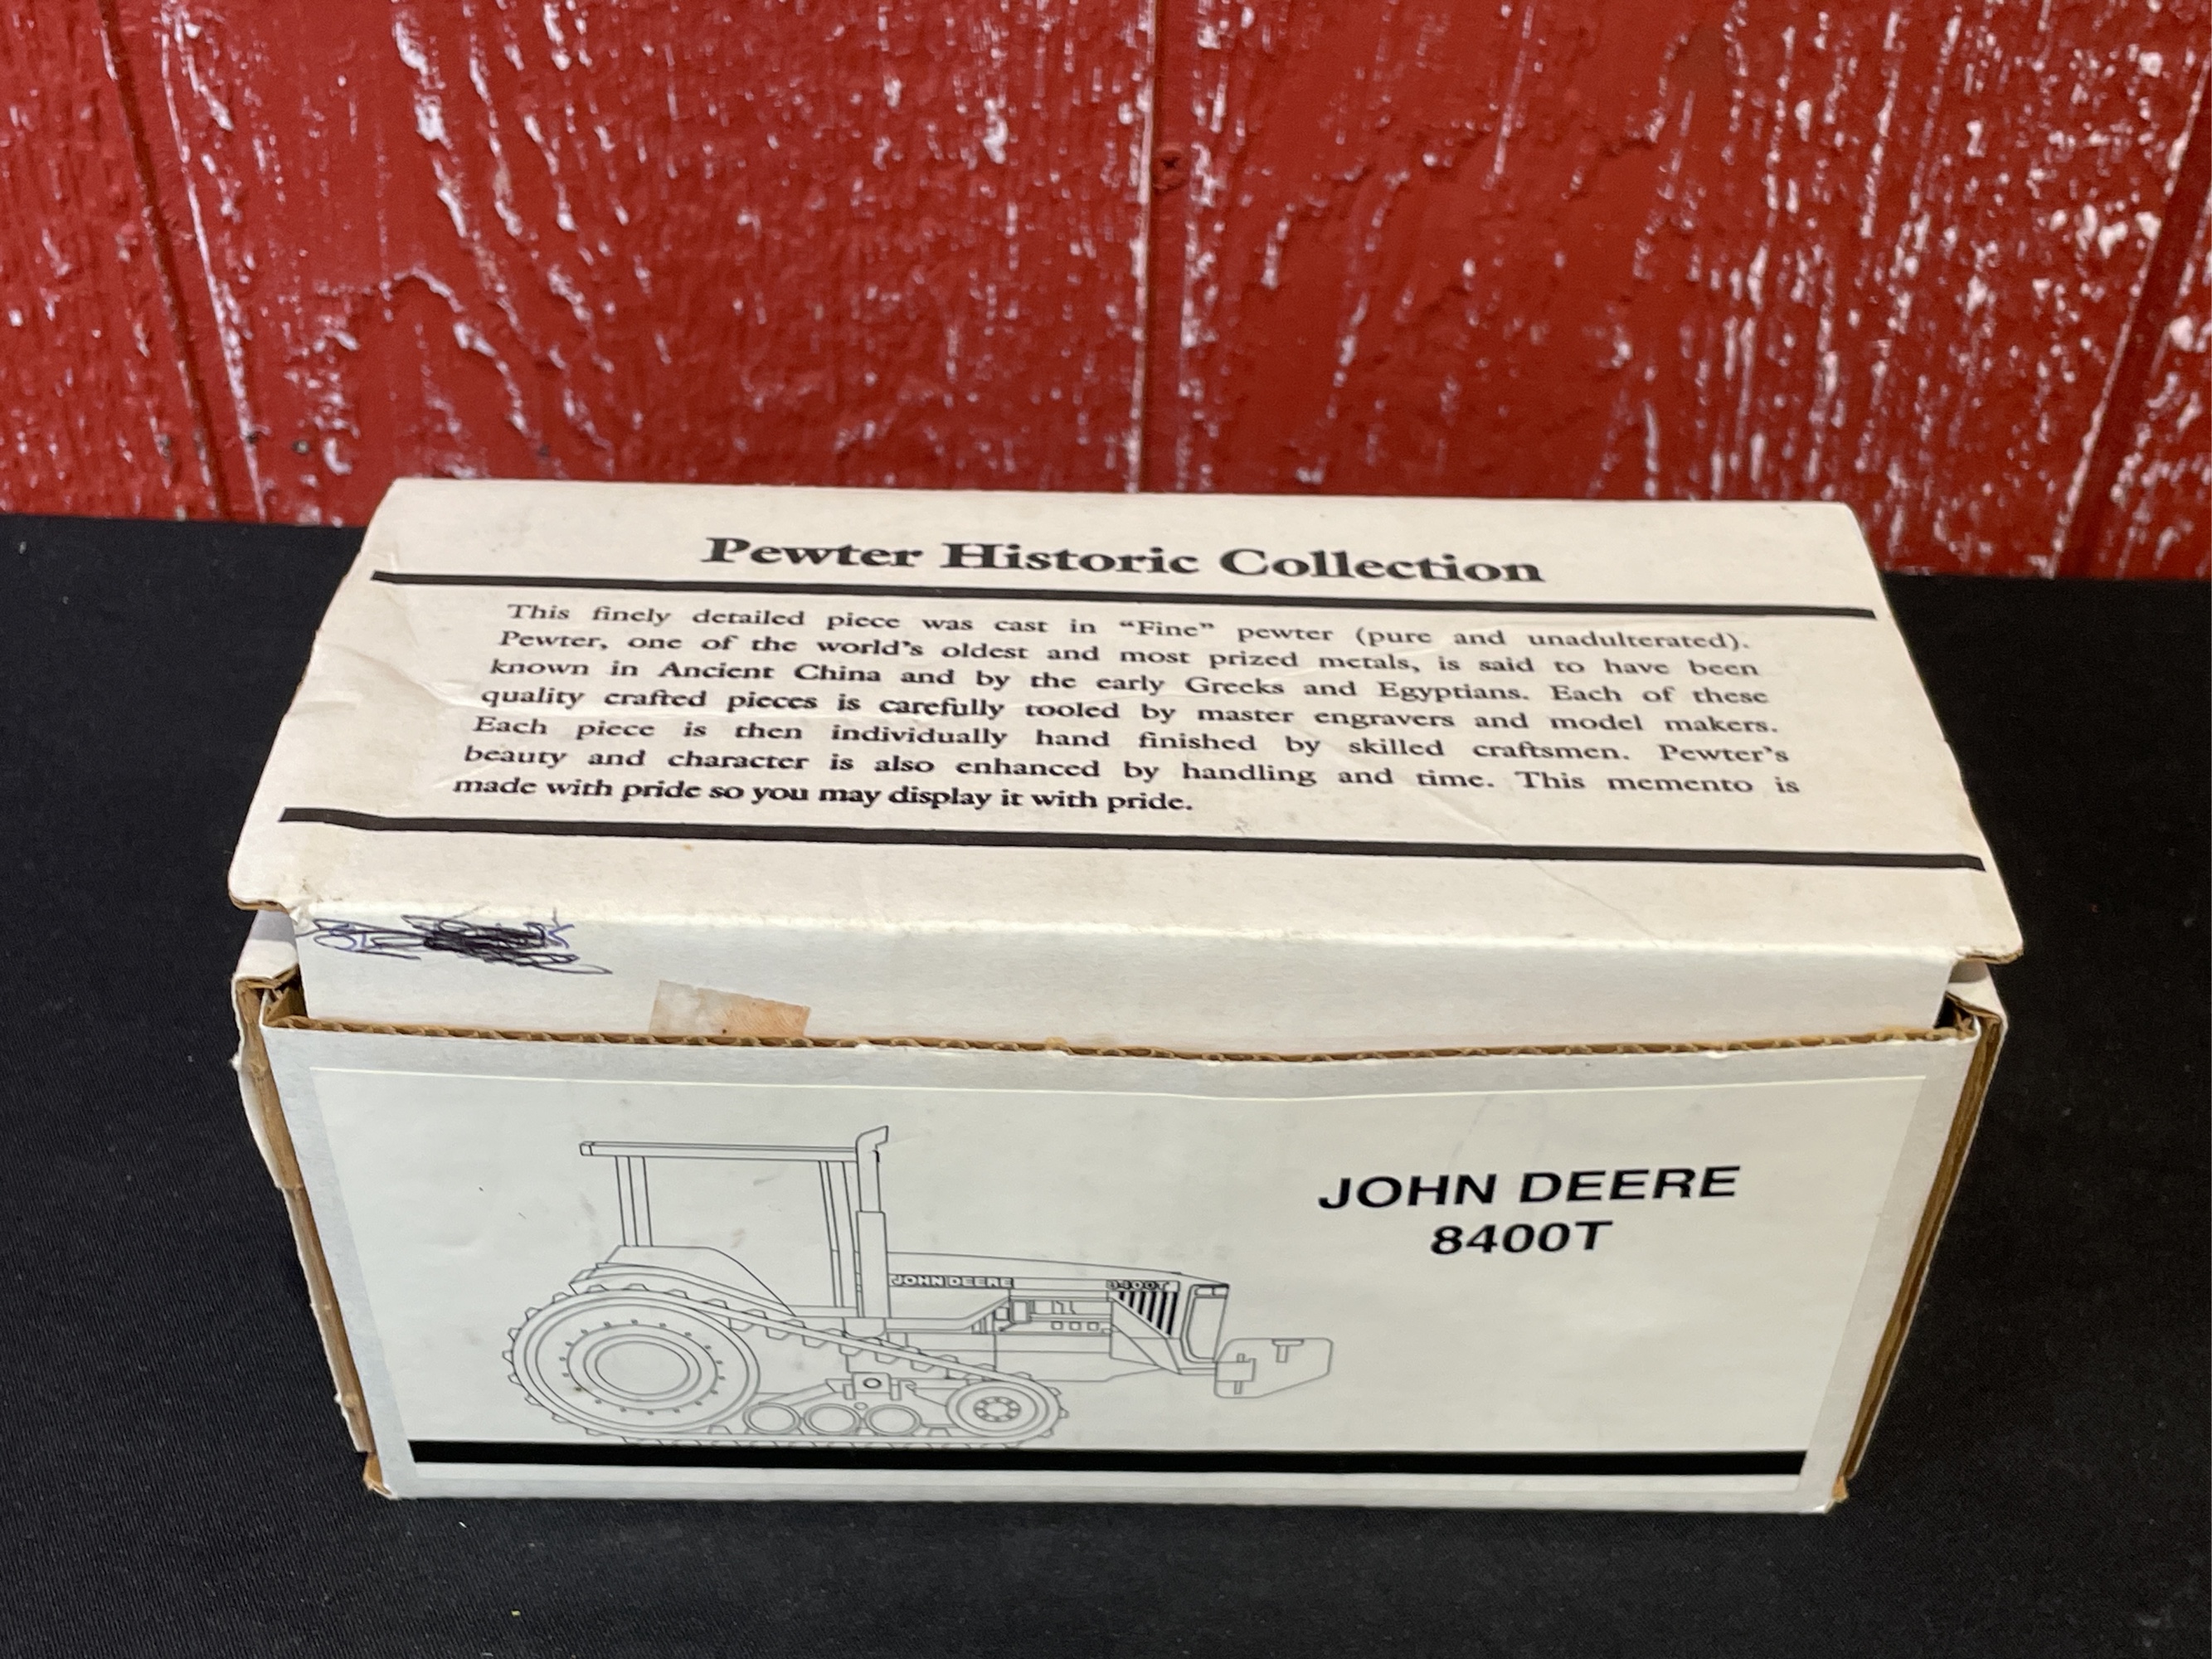 Pewter Historic Collection
This finely detailed piece was cast in "Fine" pewter (pure and unadulterated).
Pewter, one of the world's oldest and most prized metals, is said to have been
known in Ancient China and by the early Greeks and Egyptians. Each of these
quality crafted pieces is carefully tooled by master engravers and model makers.
Each piece is then individually hand finished by skilled craftsmen. Pewter's
beauty and character is also enhanced by handling and time. This memento is
made with pride so you may display it with pride.
JOHN DEERE
8400T
JOHN DEERE 8400T